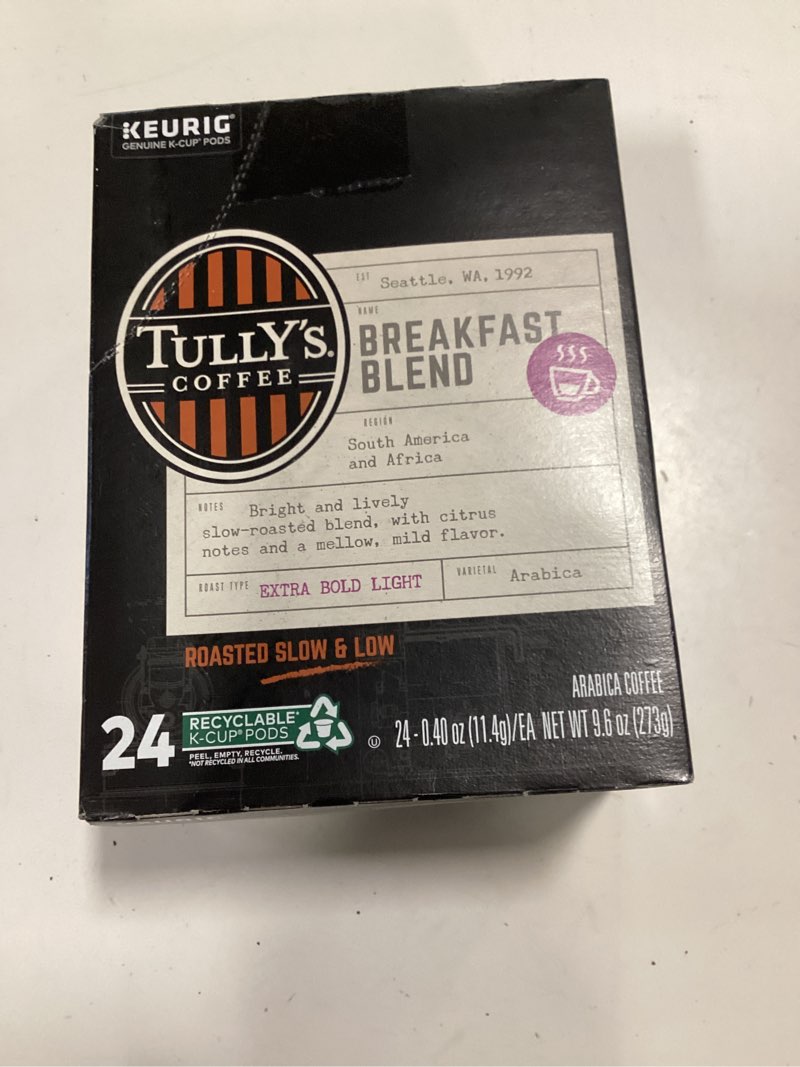 KEURIG®
GENUINE K-CUP® PODS
TULLY'S.
COFFEE
EST Seattle, WA, 1992
NAME
BREAKFAST
BLEND
REGION
South America
and Africa
NOTES Bright and lively
slow-roasted blend, with citrus
notes and a mellow, mild flavor.
ROAST TYPE EXTRA BOLD LIGHT
VARIETAL Arabica
ROASTED SLOW & LOW
ARABICA COFFEE
24
RECYCLABLE*
K-CUP® PODS
PEEL, EMPTY, RECYCLE.
*NOT RECYCLED IN ALL COMMUNITIES.
U 24 - 0.40 oz (11.4g)/EA NET WT 9.6 oz (273g)